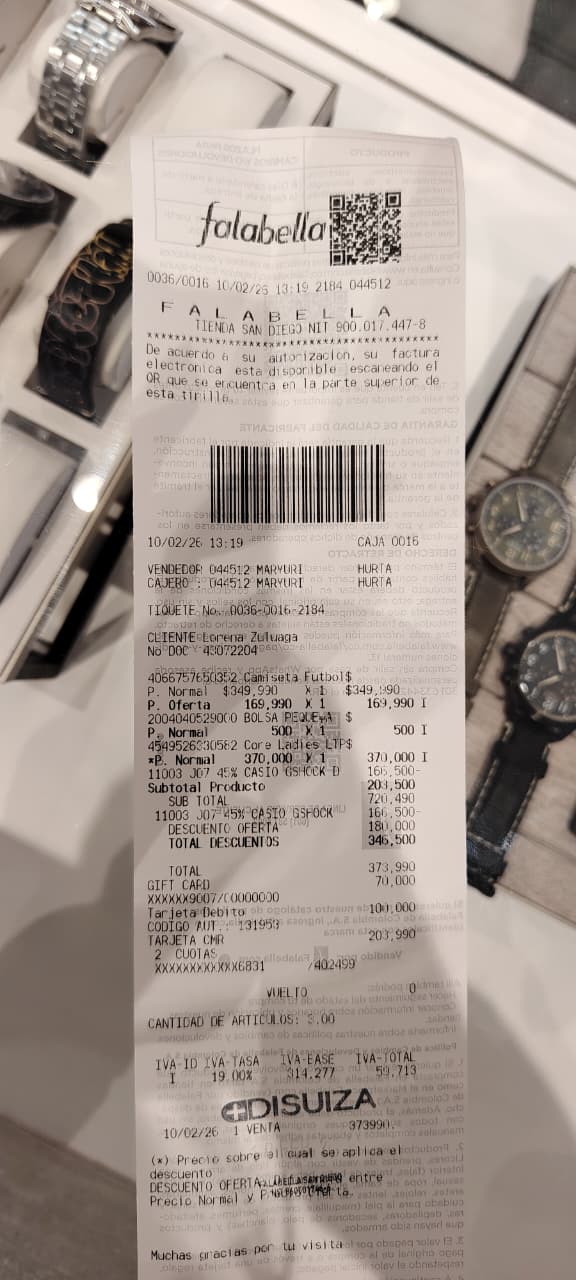 falabella
0036/0016 10/02/26 13:19 2184 044512
F A L A B E L L A
TIENDA SAN DIEGO NIT 900.017.447-8
****************************************
De acuerdo a su autorizacion, su factura
electronica esta disponible escaneando el
QR que se encuentra en la parte superior de
esta tirilla.
10/02/26 13:19 CAJA 0016
VENDEDOR 044512 MARYURI HURTA
CAJERO : 044512 MARYURI HURTA
TIQUETE No. 0036-0016-2184
CLIENTE Lorena Zuluaga
No DOC 43072204
4066757650352 Camiseta Futbol$
P. Normal $349,990 X 1 $349,990
P. Oferta 169,990 X 1 169,990 I
2004040529000 BOLSA PEQUEÑA $
P. Normal 500 X 1 500 I
4549526330582 Core Ladies LTP$
*P. Normal 370,000 X 1 370,000 I
11003 J07 45% CASIO GSHOCK D 166,500-
Subtotal Producto 203,500
SUB TOTAL 720,490
11003 J07 45% CASIO GSHOCK 166,500-
DESCUENTO OFERTA 180,000
TOTAL DESCUENTOS 346,500
TOTAL 373,990
GIFT CARD 70,000
XXXXXX9007/00000000
Tarjeta Debito 100,000
CODIGO AUT.: 131953
TARJETA CMR 203,990
2 CUOTAS
XXXXXXXXXXXX6831 /402499
VUELTO 0
CANTIDAD DE ARTICULOS: 3.00
IVA-ID IVA-TASA IVA-BASE IVA-TOTAL
I 19.00% 314,277 59,713
DISUIZA
10/02/26 1 VENTA 373990.
(*) Precio sobre el cual se aplica el
descuento
DESCUENTO OFERTA: entre
Precio Normal y P.
Muchas gracias por tu visita